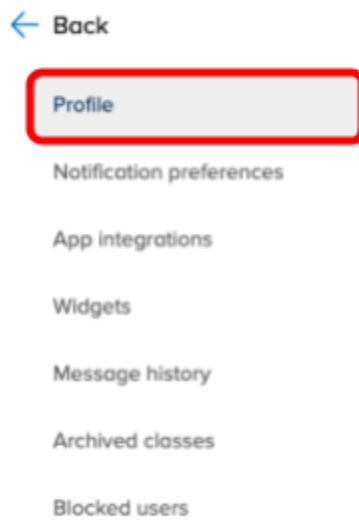 Back
Profile
Notification preferences
App integrations
Widgets
Message history
Archived classes
Blocked users